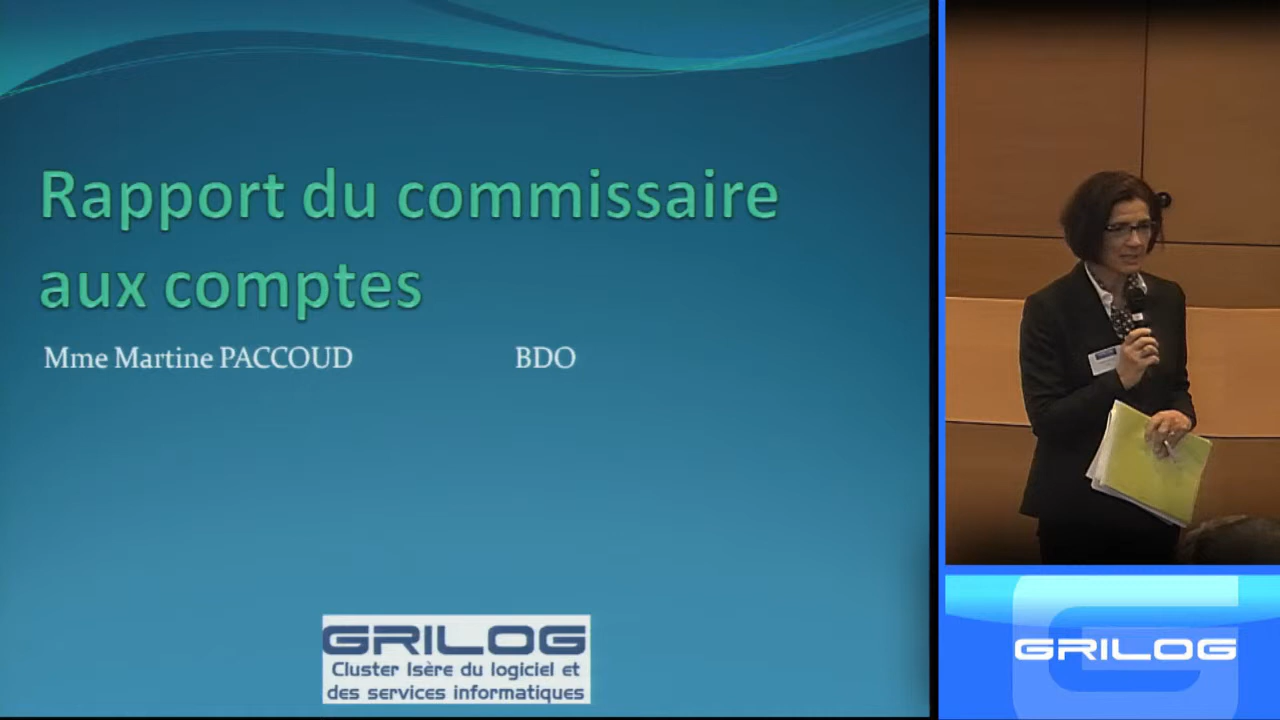 Rapport du commissaire
aux comptes
Mme Martine PACCOUD BDO
GRILOG
Cluster Isère du logiciel et
des services informatiques
GRILOG